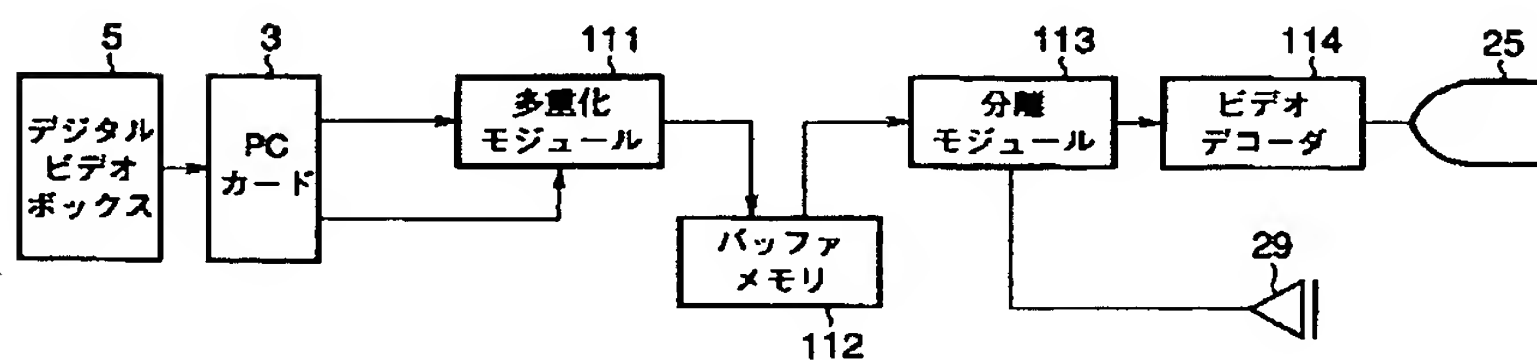 5
デジタル
ビデオ
ボックス
3
PC
カード
111
多重化
モジュール
バッファ
メモリ
112
113
分離
モジュール
114
ビデオ
デコーダ
25
29